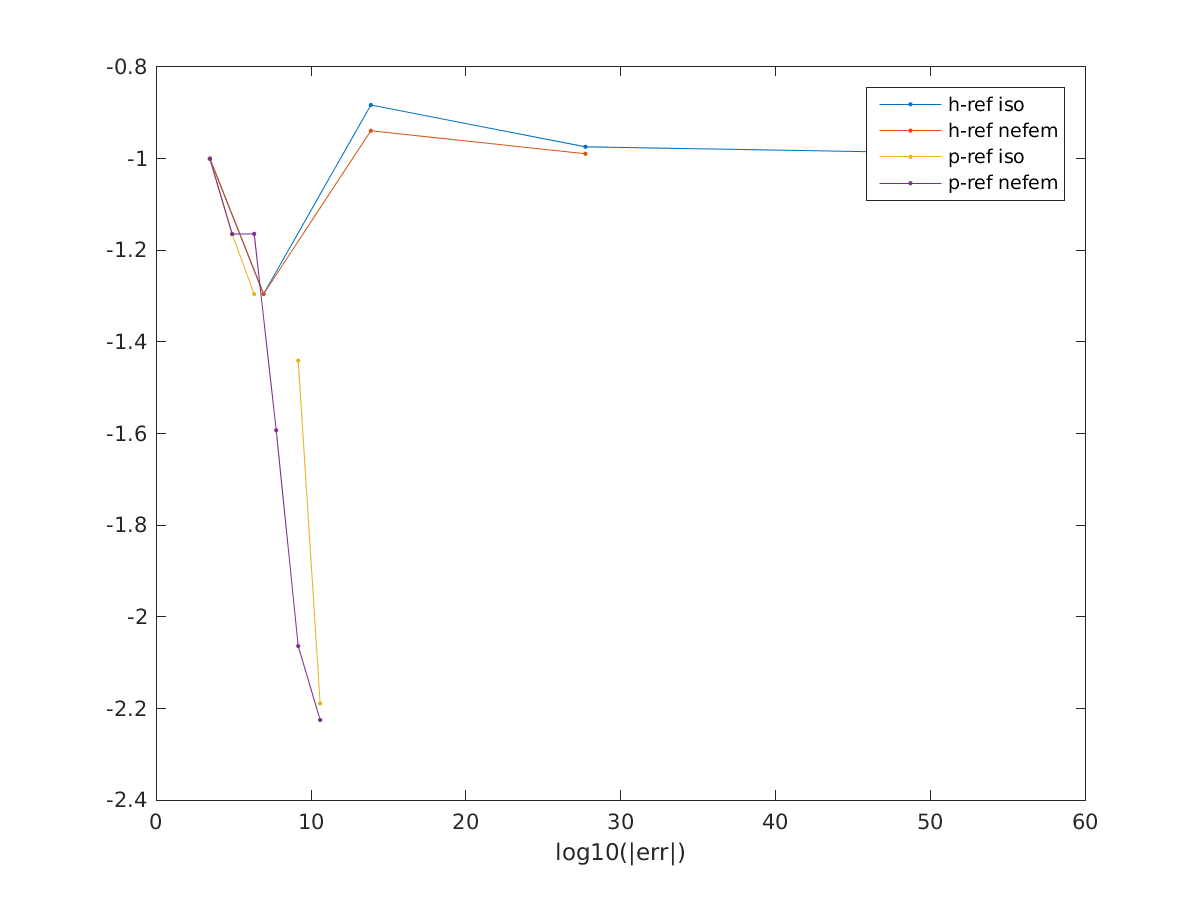 -0.8
h-ref iso
h-ref nefem
p-ref iso
p-ref nefem
-1
-1.2
-1.4
-1.6
-1.8
-2
-2.2
-2.4
0 10 20 30 40 50 60
log10(|err|)